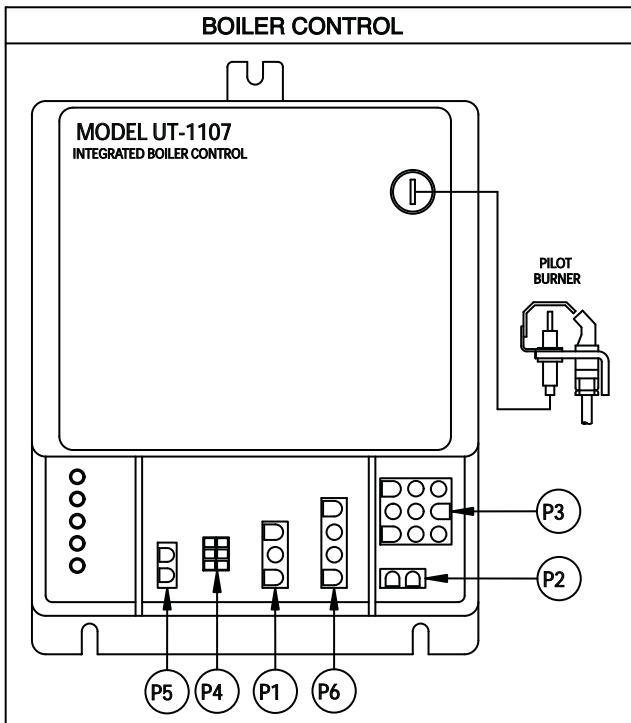 BOILER CONTROL
MODEL UT-1107
INTEGRATED BOILER CONTROL
PILOT
BURNER
P3
P2
P5
P4
P1
P6